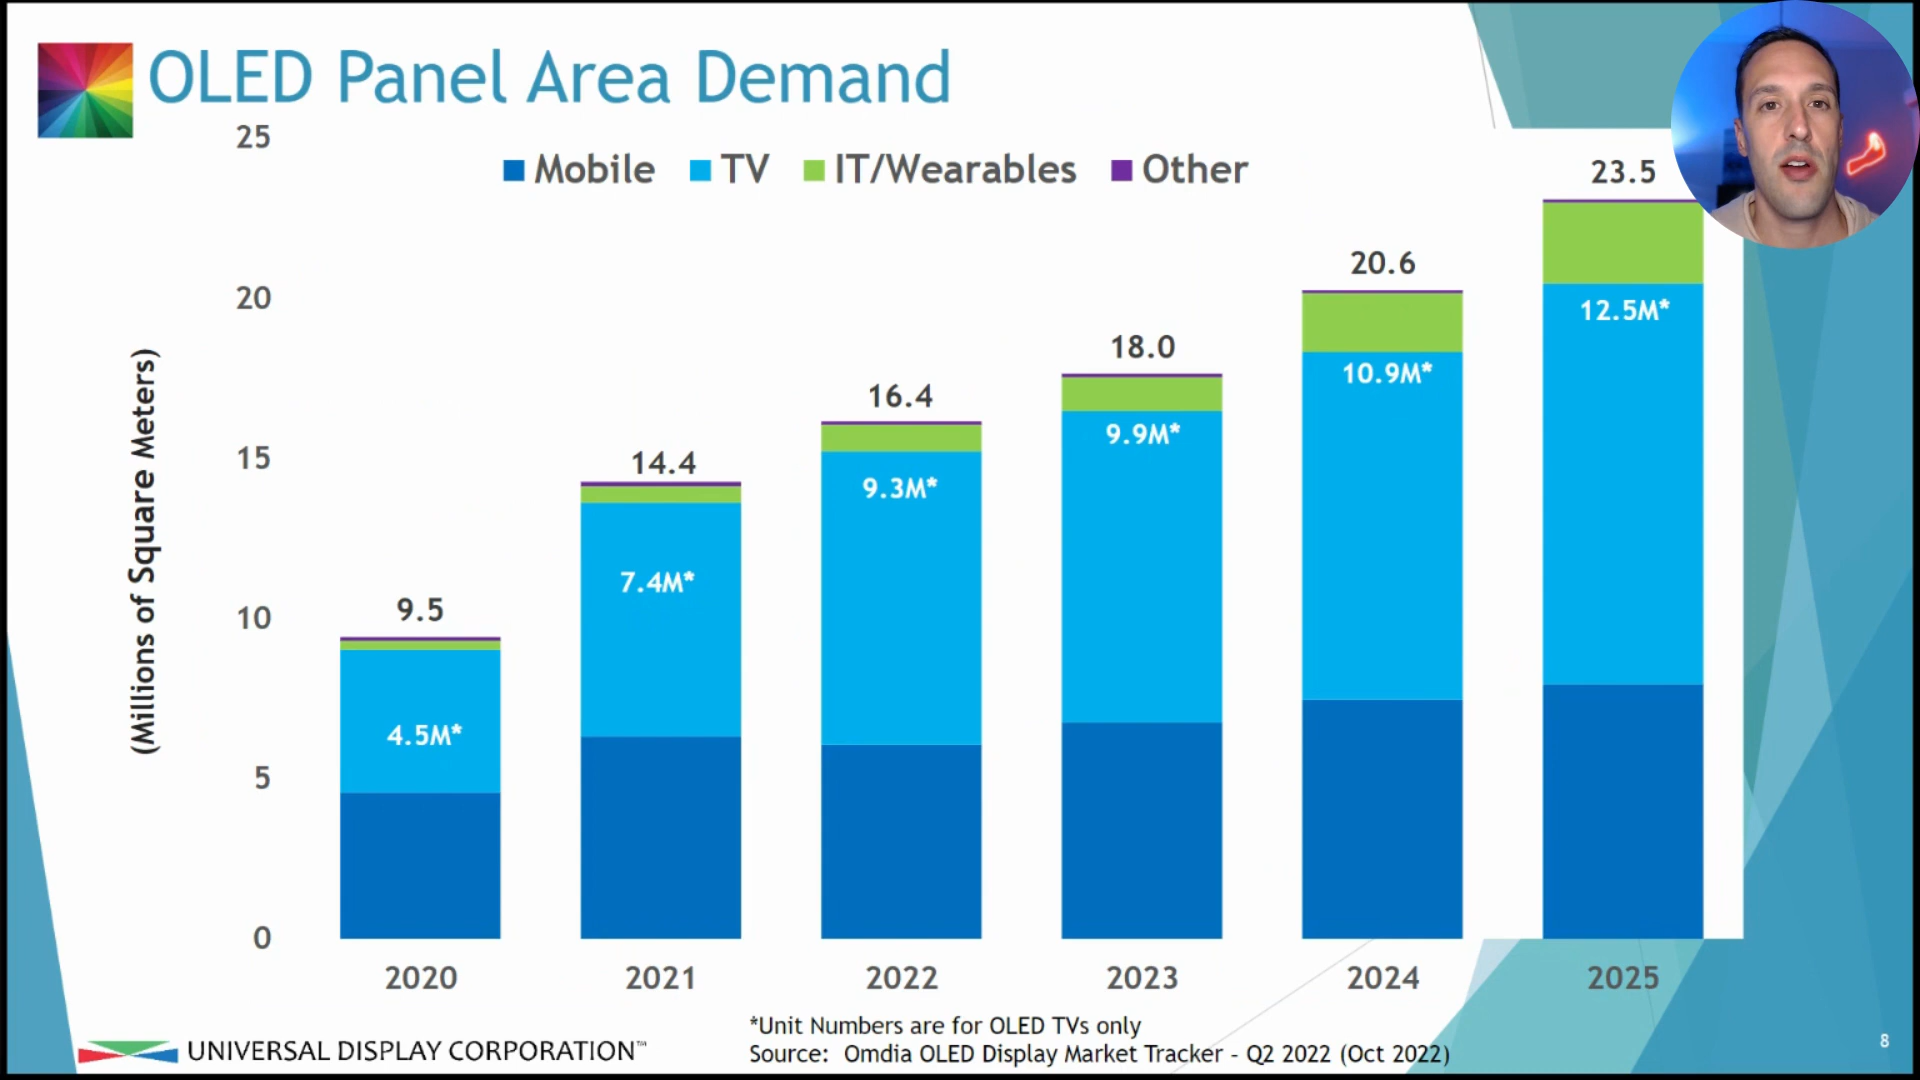 OLED Panel Area Demand
25
Mobile TV IT/Wearables Other
23.5
20.6
12.5M*
20
10.9M*
18.0
9.9M*
16.4
9.3M*
15
14.4
7.4M*
10
9.5
4.5M*
5
0
(Millions of Square Meters)
2020 2021 2022 2023 2024 2025
*Unit Numbers are for OLED TVs only
UNIVERSAL DISPLAY CORPORATION™
Source: Omdia OLED Display Market Tracker - Q2 2022 (Oct 2022)
8